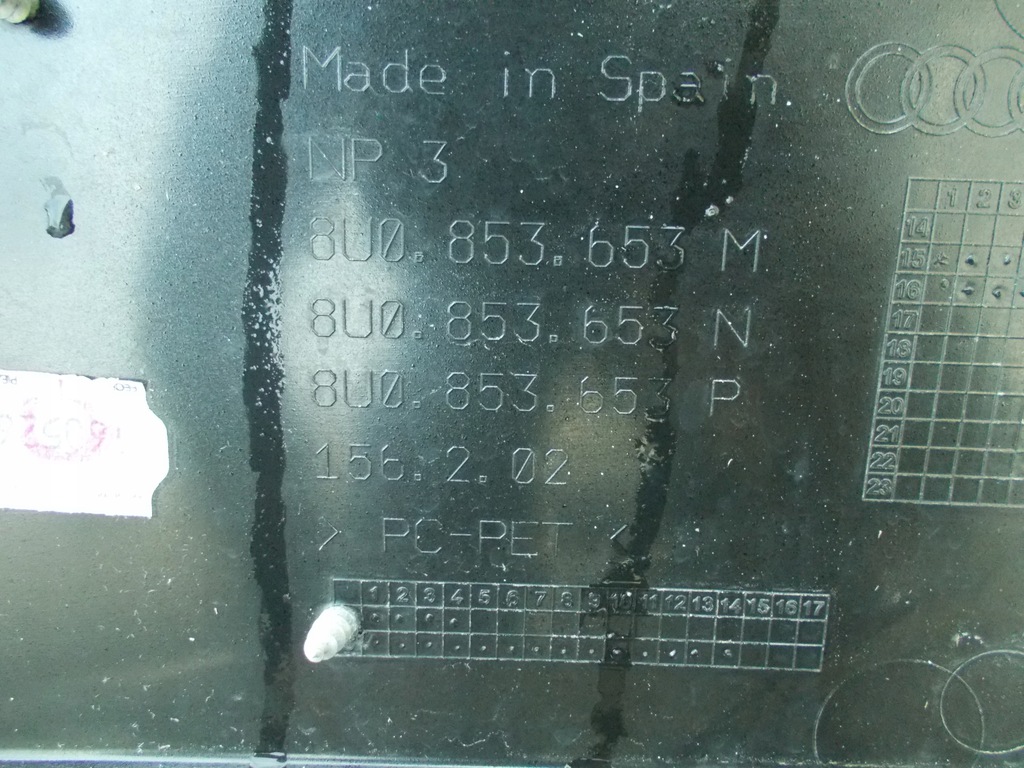 Made in Spain
NP 3
8U0.853.653 M
8U0.853.653 N
8U0.853.653 P
156.2.02
> PC-PET <
1 2 3 4 5 6 7 8 9 10 11 12 13 14 15 16 17
1 2 3
14
15
16
17
18
19
20
21
22
23